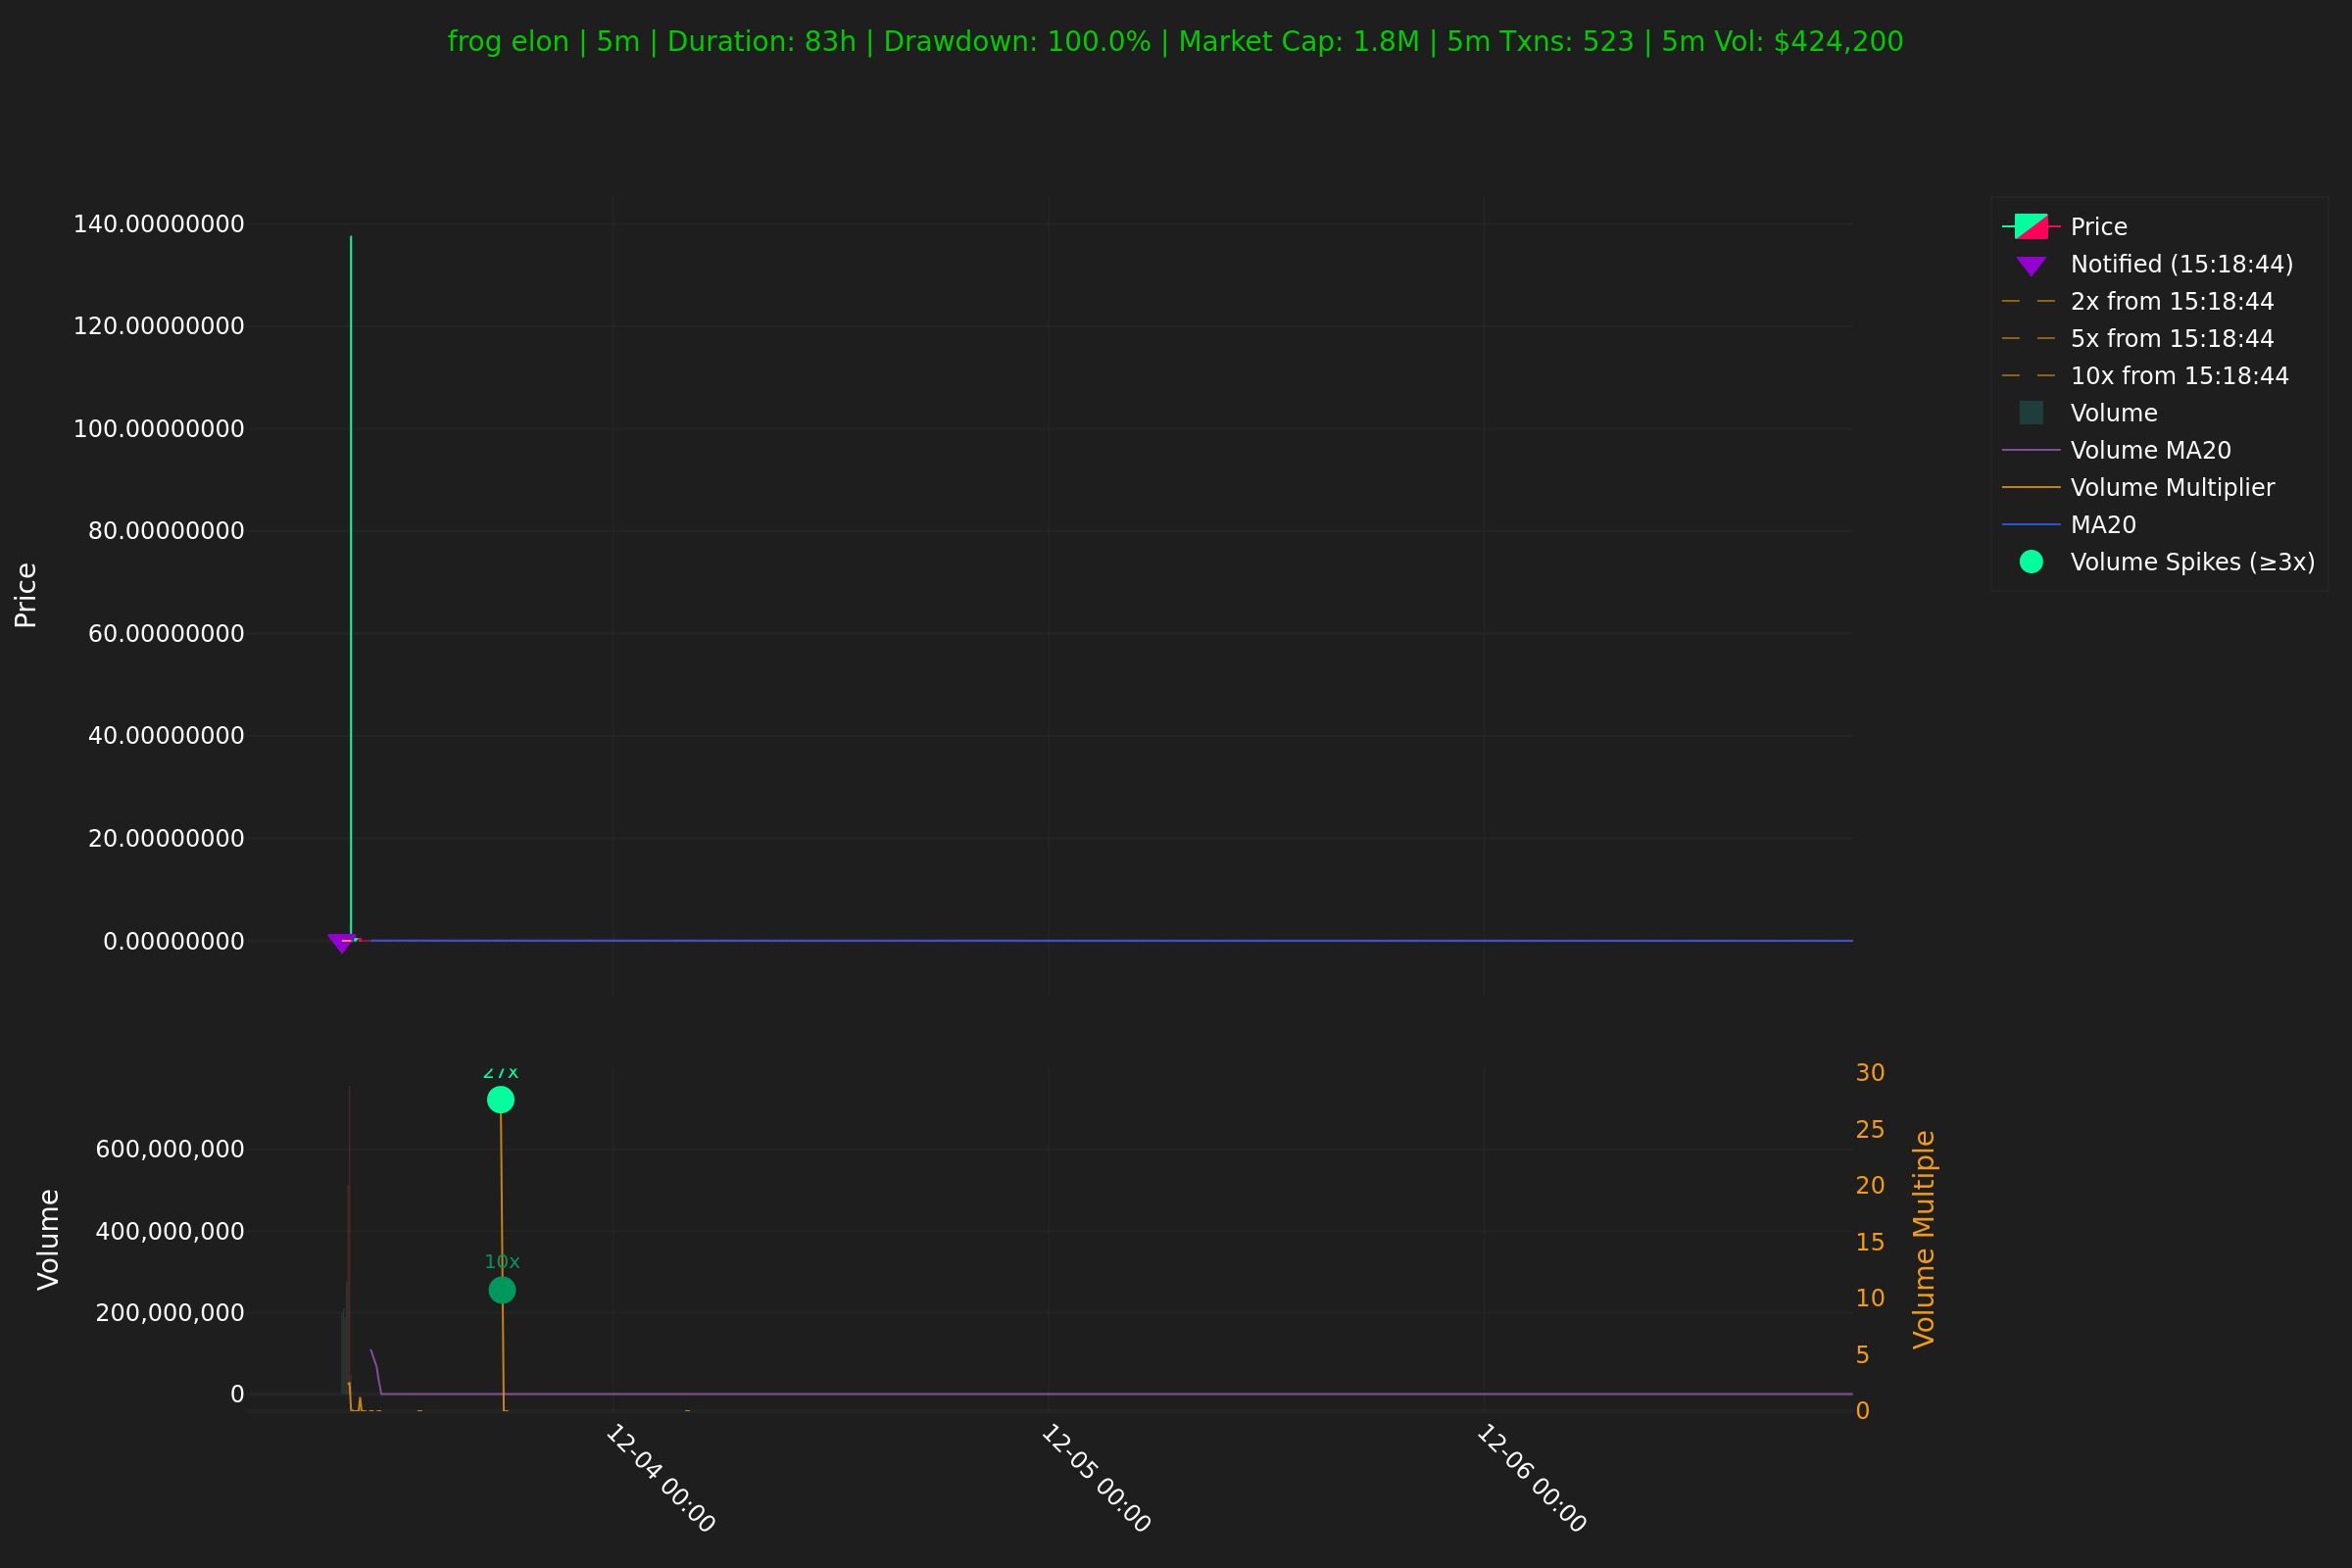 frog elon | 5m | Duration: 83h | Drawdown: 100.0% | Market Cap: 1.8M | 5m Txns: 523 | 5m Vol: $424,200
140.00000000
120.00000000
100.00000000
80.00000000
60.00000000
40.00000000
20.00000000
0.00000000
Price
Price
Notified (15:18:44)
2x from 15:18:44
5x from 15:18:44
10x from 15:18:44
Volume
Volume MA20
Volume Multiplier
MA20
Volume Spikes (≥3x)
27x
10x
600,000,000
400,000,000
200,000,000
0
Volume
30
25
20
15
10
5
0
Volume Multiple
12-04 00:00
12-05 00:00
12-06 00:00